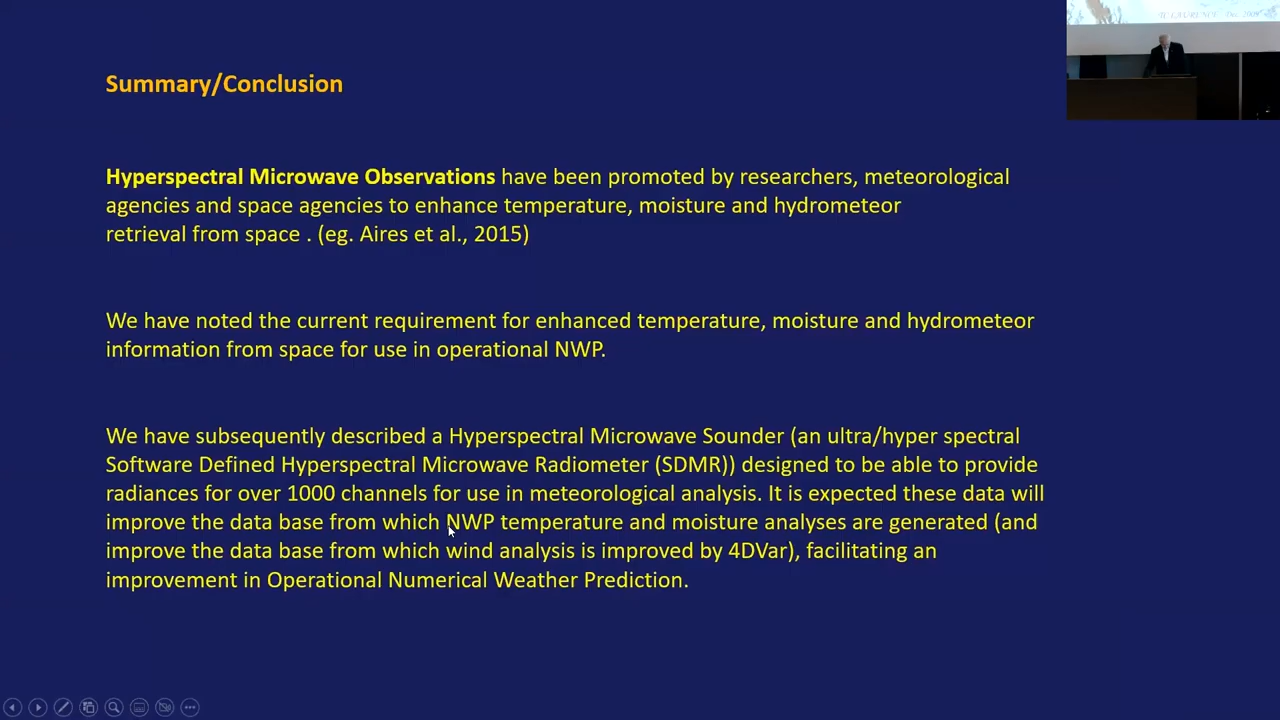 Summary/Conclusion
Hyperspectral Microwave Observations have been promoted by researchers, meteorological
agencies and space agencies to enhance temperature, moisture and hydrometeor
retrieval from space . (eg. Aires et al., 2015)
We have noted the current requirement for enhanced temperature, moisture and hydrometeor
information from space for use in operational NWP.
We have subsequently described a Hyperspectral Microwave Sounder (an ultra/hyper spectral
Software Defined Hyperspectral Microwave Radiometer (SDMR)) designed to be able to provide
radiances for over 1000 channels for use in meteorological analysis. It is expected these data will
improve the data base from which NWP temperature and moisture analyses are generated (and
improve the data base from which wind analysis is improved by 4DVar), facilitating an
improvement in Operational Numerical Weather Prediction.